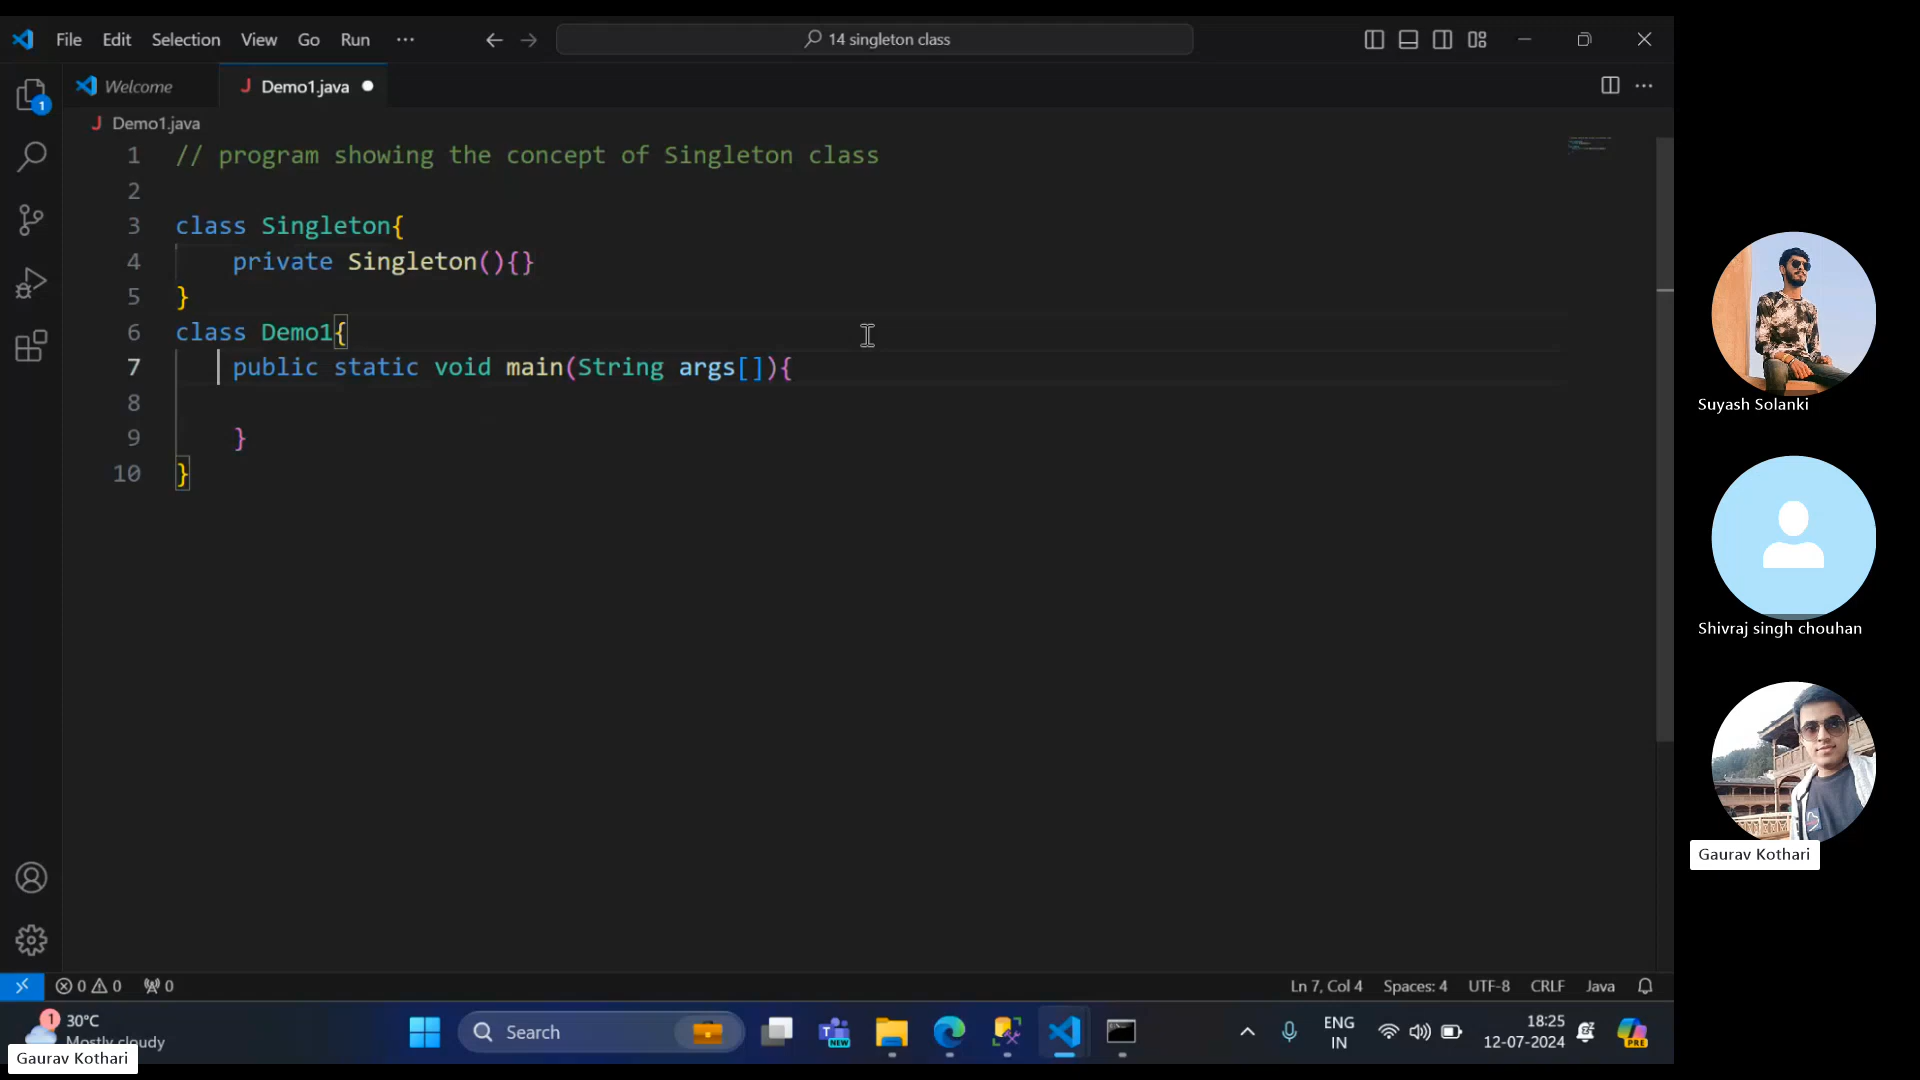 File Edit Selection View Go Run ··· 14 singleton class
Welcome Demo1.java
Demo1.java
1 // program showing the concept of Singleton class
2
3 class Singleton{
4 private Singleton(){}
5 }
6 class Demo1{
7 public static void main(String args[]){
8
9 }
10 }
1
Suyash Solanki
Shivraj singh chouhan
Gaurav Kothari
0 0 0 Ln 7, Col 4 Spaces: 4 UTF-8 CRLF Java
1 30°C
Mostly cloudy
Search
NEW
ENG
IN
18:25
12-07-2024
PRE
Gaurav Kothari